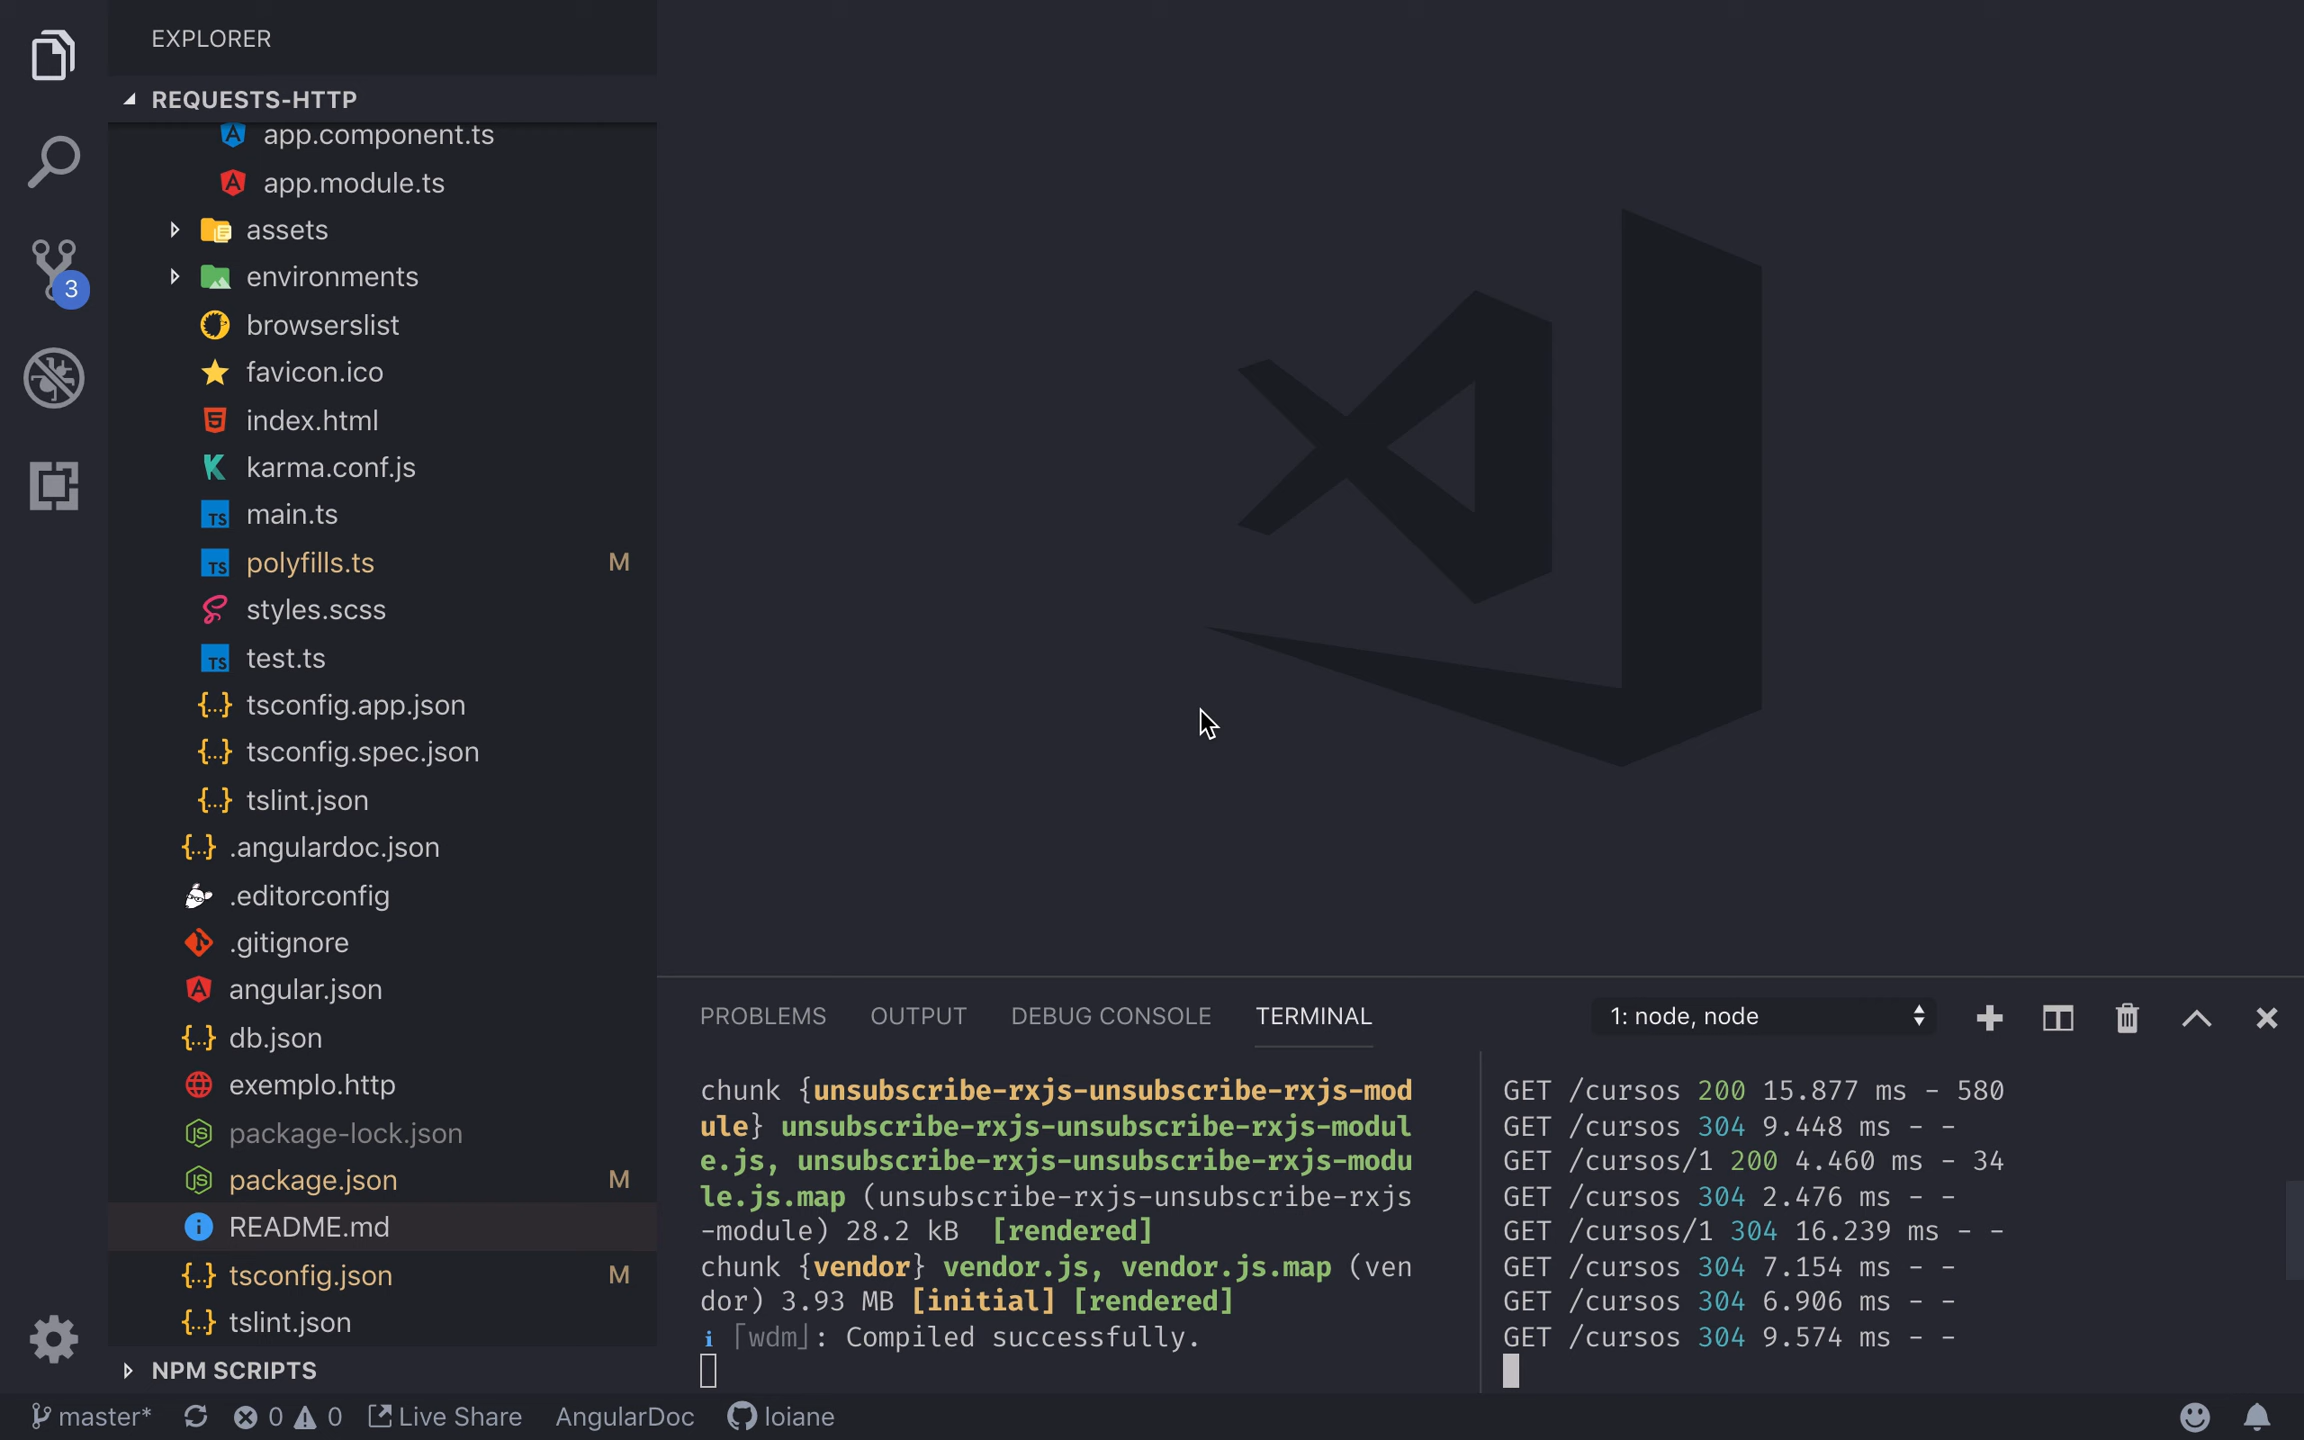 EXPLORER
REQUESTS-HTTP
app.component.ts
app.module.ts
assets
environments
browserslist
favicon.ico
index.html
karma.conf.js
main.ts
polyfills.ts M
styles.scss
test.ts
tsconfig.app.json
tsconfig.spec.json
tslint.json
.angulardoc.json
.editorconfig
.gitignore
angular.json
db.json
exemplo.http
package-lock.json
package.json M
README.md
tsconfig.json M
tslint.json
NPM SCRIPTS
3
PROBLEMS OUTPUT DEBUG CONSOLE TERMINAL 1: node, node
chunk {unsubscribe-rxjs-unsubscribe-rxjs-mod
ule} unsubscribe-rxjs-unsubscribe-rxjs-modul
e.js, unsubscribe-rxjs-unsubscribe-rxjs-modu
le.js.map (unsubscribe-rxjs-unsubscribe-rxjs
-module) 28.2 kB [rendered]
chunk {vendor} vendor.js, vendor.js.map (ven
dor) 3.93 MB [initial] [rendered]
ℹ ｢wdm｣: Compiled successfully.
GET /cursos 200 15.877 ms - 580
GET /cursos 304 9.448 ms - -
GET /cursos/1 200 4.460 ms - 34
GET /cursos 304 2.476 ms - -
GET /cursos/1 304 16.239 ms - -
GET /cursos 304 7.154 ms - -
GET /cursos 304 6.906 ms - -
GET /cursos 304 9.574 ms - -
master* 0 0 Live Share AngularDoc loiane